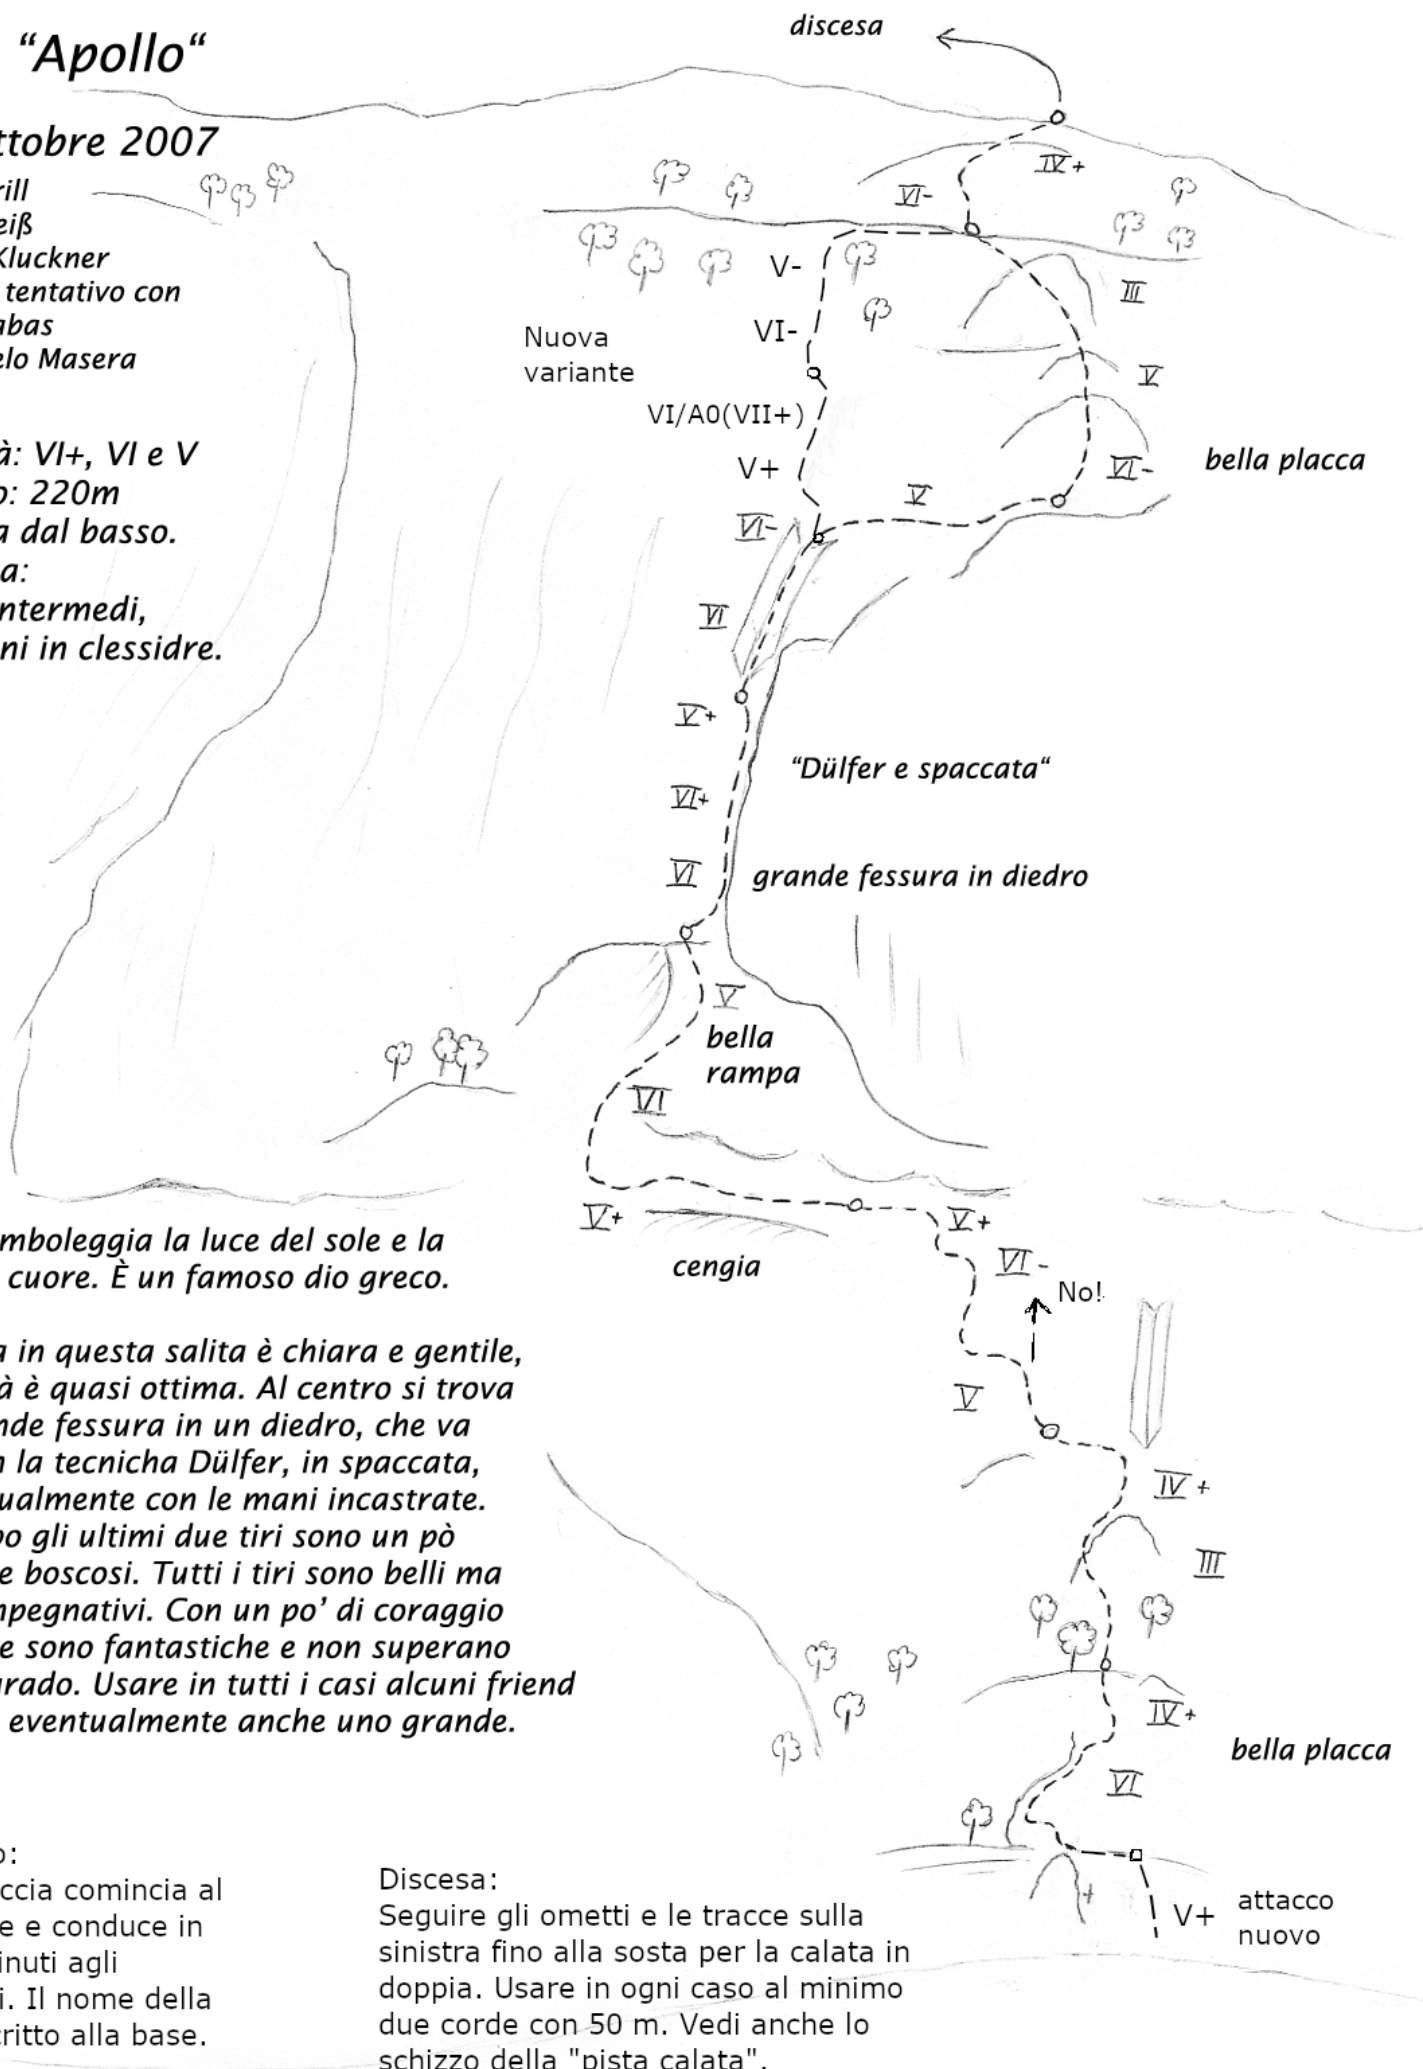 “Apollo“
ttobre 2007
rill
eiß
Kluckner
tentativo con
abas
elo Masera
à: VI+, VI e V
o: 220m
a dal basso.
a:
ntermedi,
ni in clessidre.
discesa
IV+
VI-
V-
III
VI-
Nuova
variante
V
VI/A0(VII+)
V+
VI-
bella placca
V
VI-
VI
V+
“Dülfer e spaccata“
VI+
VI
grande fessura in diedro
V
bella
rampa
VI
V+
V+
cengia
VI-
No!
V
IV+
III
IV+
bella placca
VI
V+
attacco
nuovo
mboleggia la luce del sole e la
cuore. È un famoso dio greco.
a in questa salita è chiara e gentile,
à è quasi ottima. Al centro si trova
nde fessura in un diedro, che va
n la tecnicha Dülfer, in spaccata,
ualmente con le mani incastrate.
po gli ultimi due tiri sono un pò
e boscosi. Tutti i tiri sono belli ma
mpegnativi. Con un po’ di coraggio
e sono fantastiche e non superano
grado. Usare in tutti i casi alcuni friend
eventualmente anche uno grande.
o:
ccia comincia al
e e conduce in
inuti agli
i. Il nome della
critto alla base.
Discesa:
Seguire gli ometti e le tracce sulla
sinistra fino alla sosta per la calata in
doppia. Usare in ogni caso al minimo
due corde con 50 m. Vedi anche lo
schizzo della "pista calata".